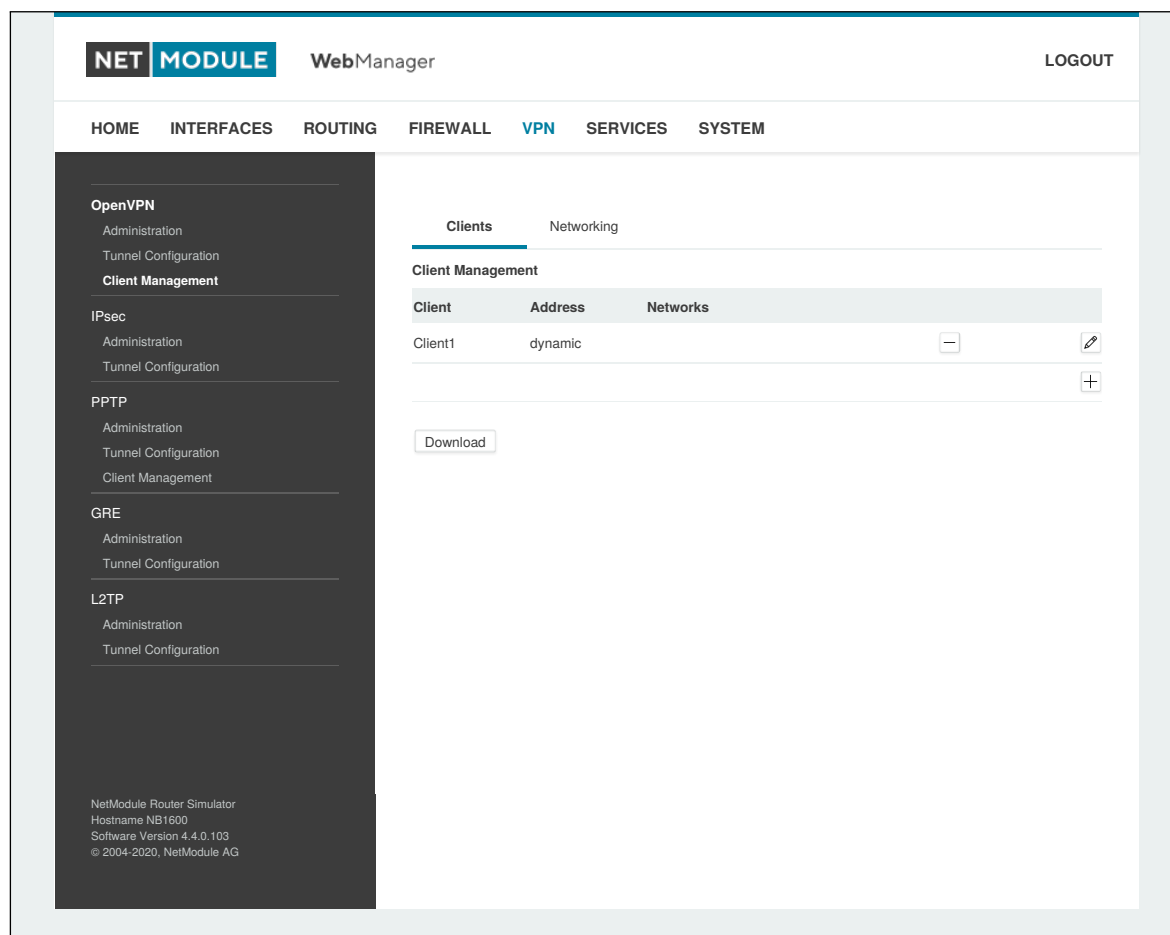 NET MODULE WebManager LOGOUT
HOME INTERFACES ROUTING FIREWALL VPN SERVICES SYSTEM
OpenVPN
Administration
Tunnel Configuration
Client Management
IPsec
Administration
Tunnel Configuration
PPTP
Administration
Tunnel Configuration
Client Management
GRE
Administration
Tunnel Configuration
L2TP
Administration
Tunnel Configuration
NetModule Router Simulator
Hostname NB1600
Software Version 4.4.0.103
© 2004-2020, NetModule AG
Clients Networking
Client Management
Client Address Networks
Client1 dynamic
Download